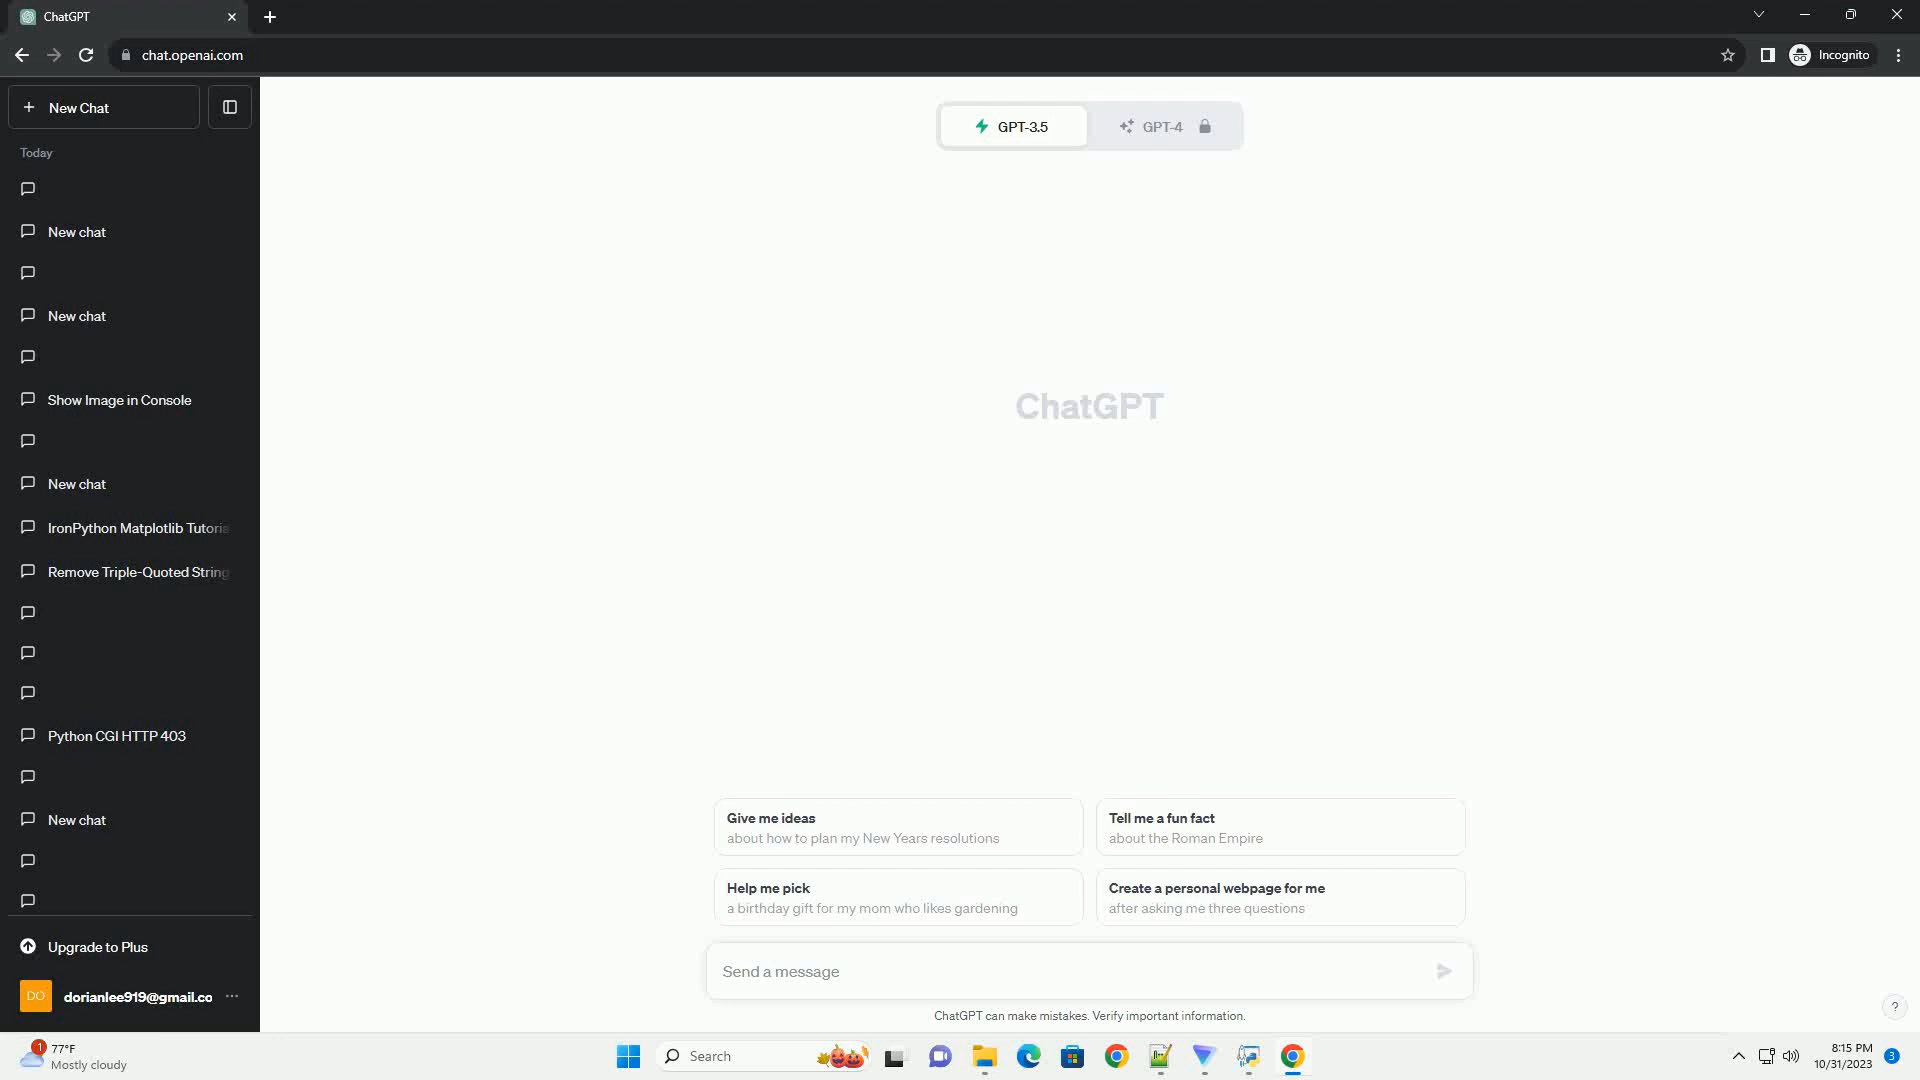 ChatGPT
chat.openai.com
Incognito
New Chat
Today
New chat
New chat
Show Image in Console
New chat
IronPython Matplotlib Tutoria
Remove Triple-Quoted String
Python CGI HTTP 403
New chat
Upgrade to Plus
DO
dorianlee919@gmail.co
GPT-3.5
GPT-4
ChatGPT
Give me ideas
about how to plan my New Years resolutions
Tell me a fun fact
about the Roman Empire
Help me pick
a birthday gift for my mom who likes gardening
Create a personal webpage for me
after asking me three questions
Send a message
ChatGPT can make mistakes. Verify important information.
?
1
77°F
Mostly cloudy
Search
8:15 PM
10/31/2023
3